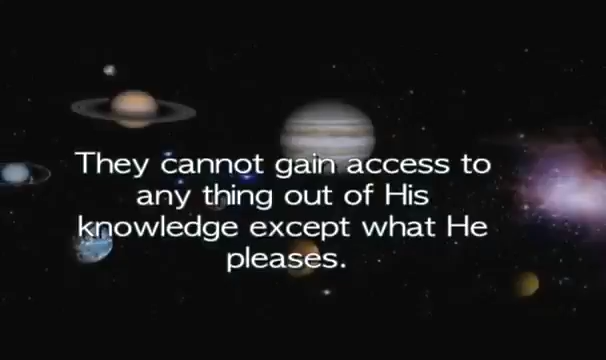 They cannot gain access to
any thing out of His
knowledge except what He
pleases.